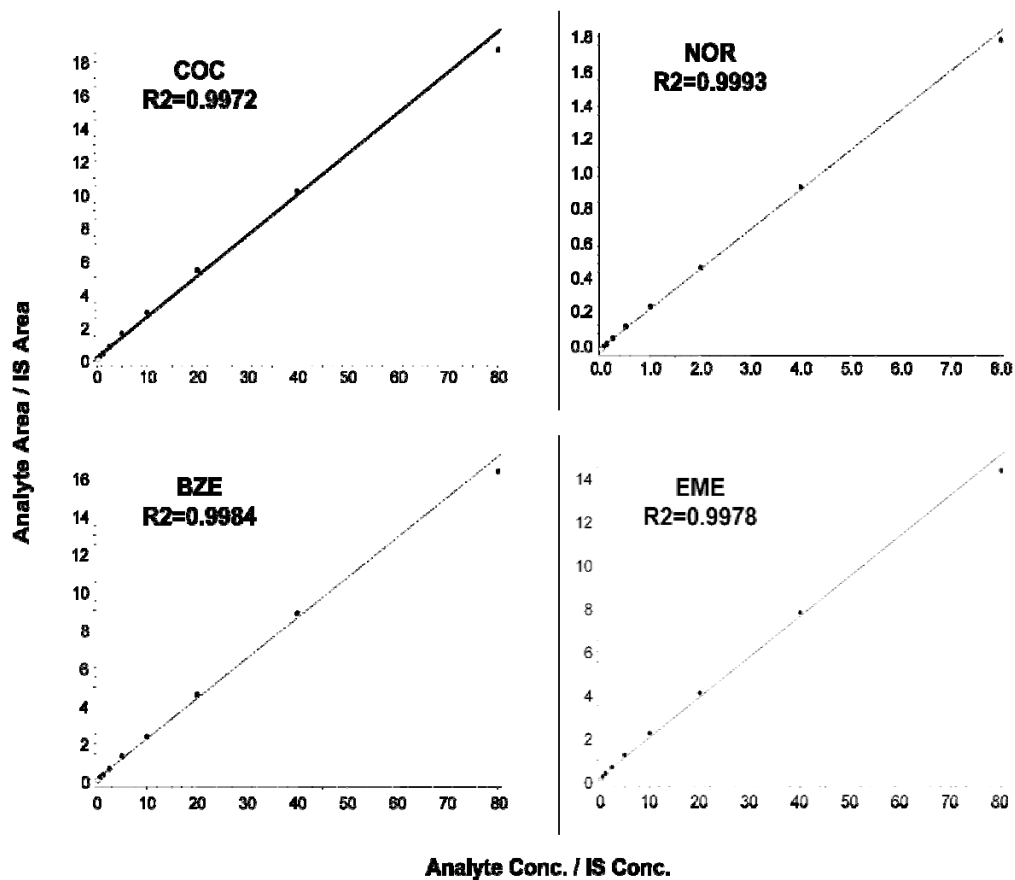 COC
R2=0.9972
18
16
14
12
10
8
6
4
2
0
0 10 20 30 40 50 60 70 80
NOR
R2=0.9993
1.8
1.6
1.4
1.2
1.0
0.8
0.6
0.4
0.2
0.0
0.0 1.0 2.0 3.0 4.0 5.0 6.0 7.0 8.0
Analyte Area / IS Area
BZE
R2=0.9984
16
14
12
10
8
6
4
2
0
0 10 20 30 40 50 60 70 80
EME
R2=0.9978
14
12
10
8
6
4
2
0
0 10 20 30 40 50 60 70 80
Analyte Conc. / IS Conc.